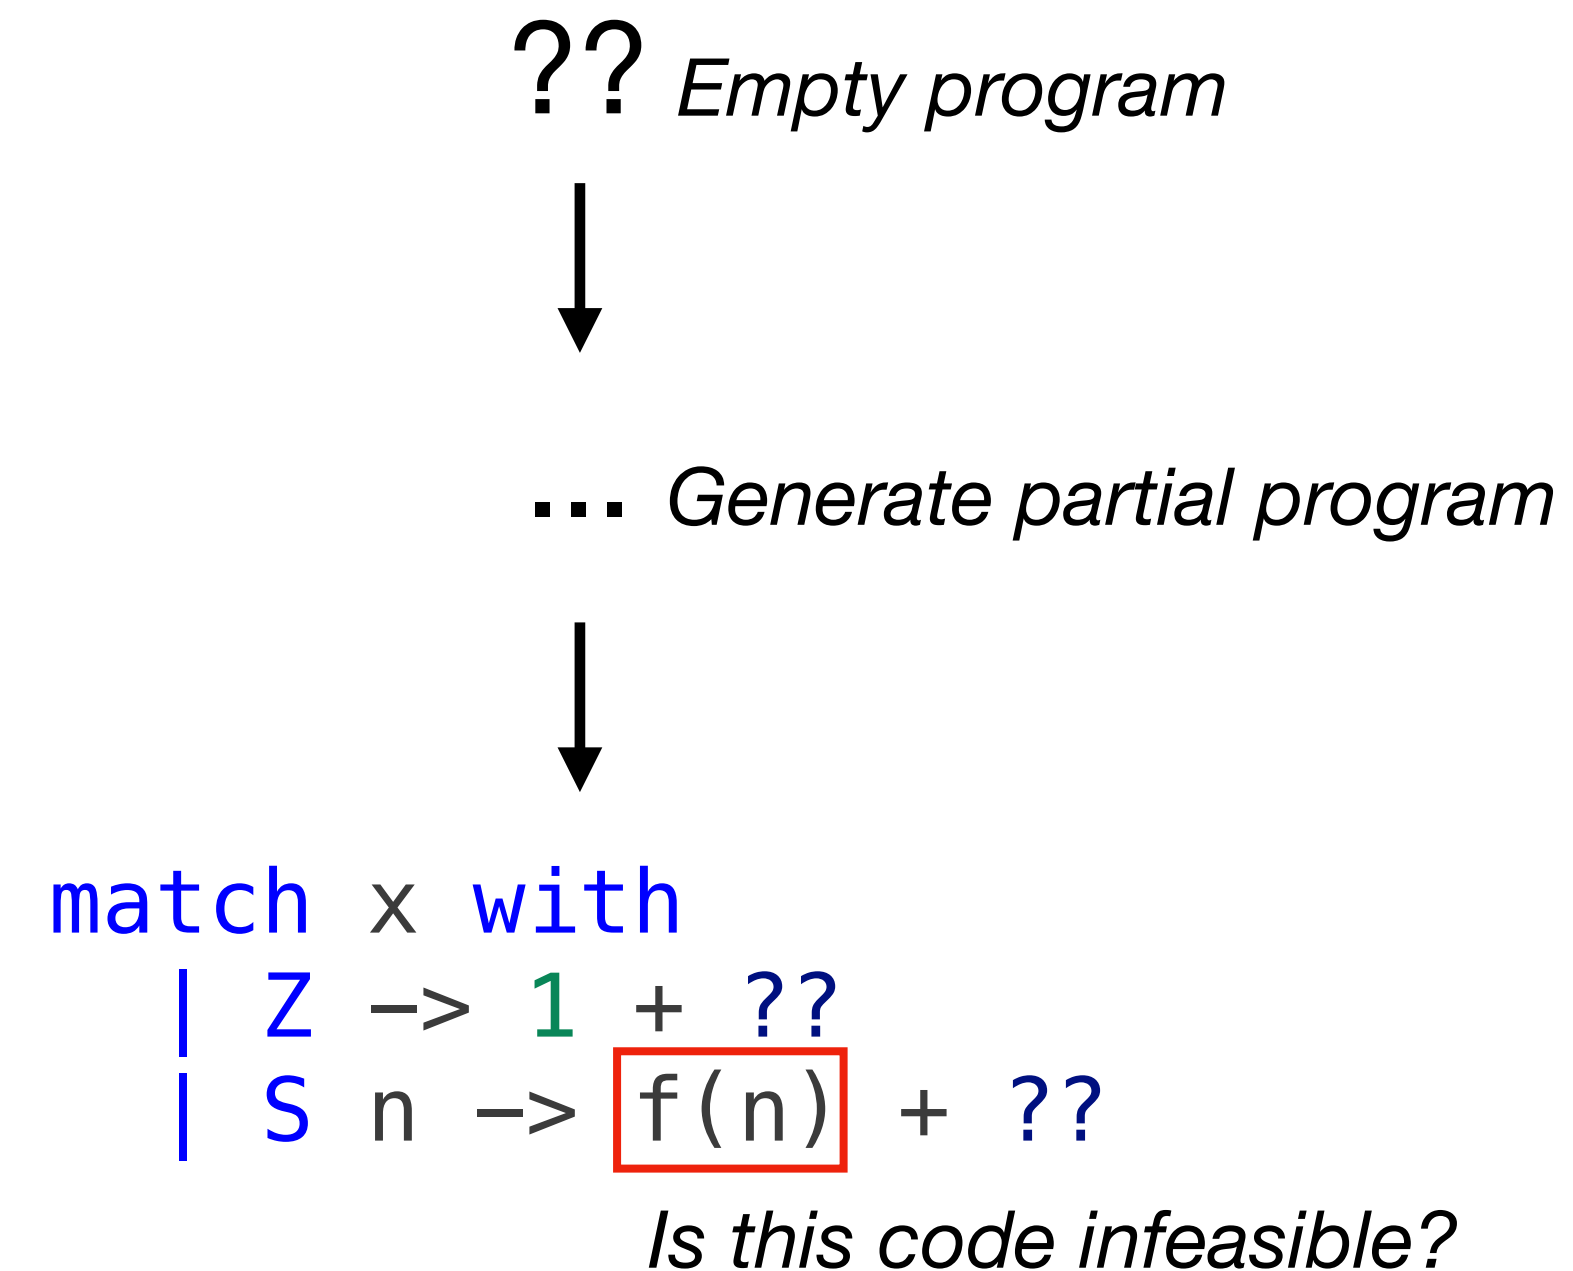 ?? Empty program
... Generate partial program
match x with
| Z -> 1 + ??
| S n -> f(n) + ??
Is this code infeasible?